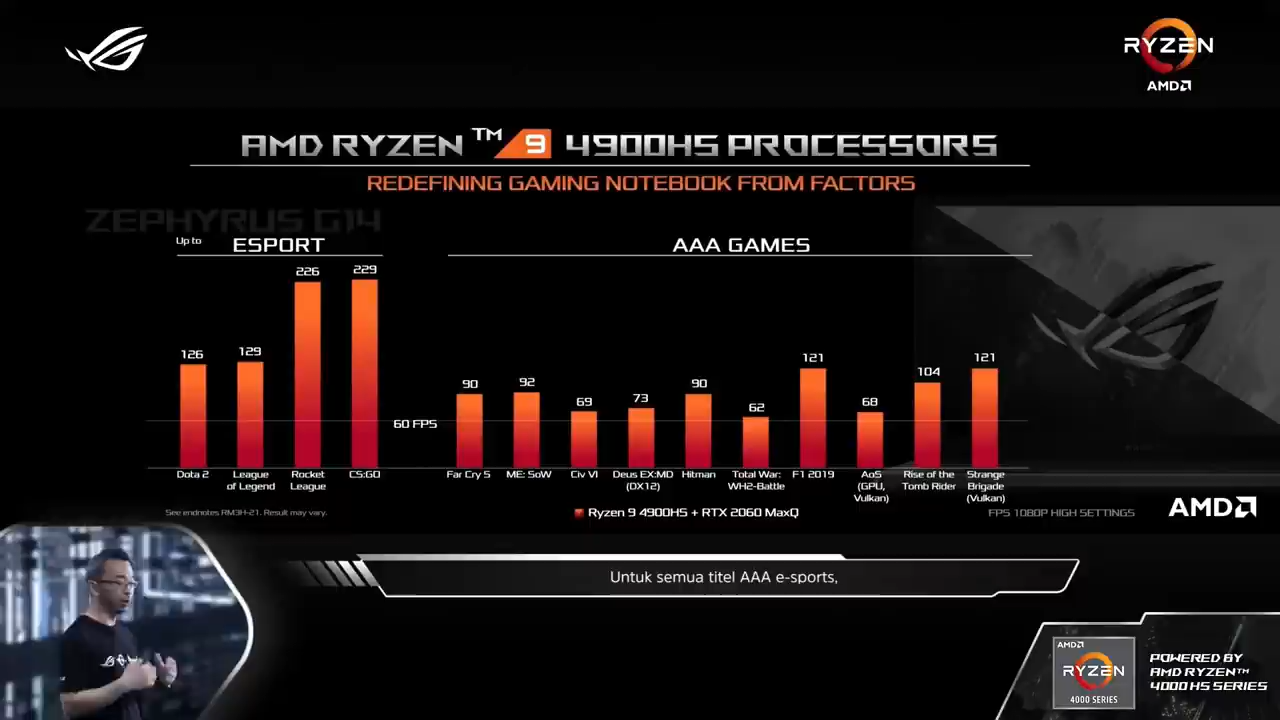 RYZEN
AMD
AMD RYZEN™ 9 4900HS PROCESSORS
REDEFINING GAMING NOTEBOOK FROM FACTORS
ZEPHYRUS G14
Up to ESPORT
AAA GAMES
126
129
226
229
90
92
69
73
90
62
121
68
104
121
60 FPS
Dota 2
League
of Legend
Rocket
League
CS:GO
Far Cry 5
ME: SoW
Civ VI
Deus EX:MD
(DX12)
Hitman
Total War:
WH2-Battle
F1 2019
AoS
(GPU,
Vulkan)
Rise of the
Tomb Rider
Strange
Brigade
(Vulkan)
See endnotes RM3H-21. Result may vary.
Ryzen 9 4900HS + RTX 2060 MaxQ
FPS 1080P HIGH SETTINGS
AMD
Untuk semua titel AAA e-sports,
AMD
RYZEN
4000 SERIES
POWERED BY
AMD RYZEN™
4000 HS SERIES